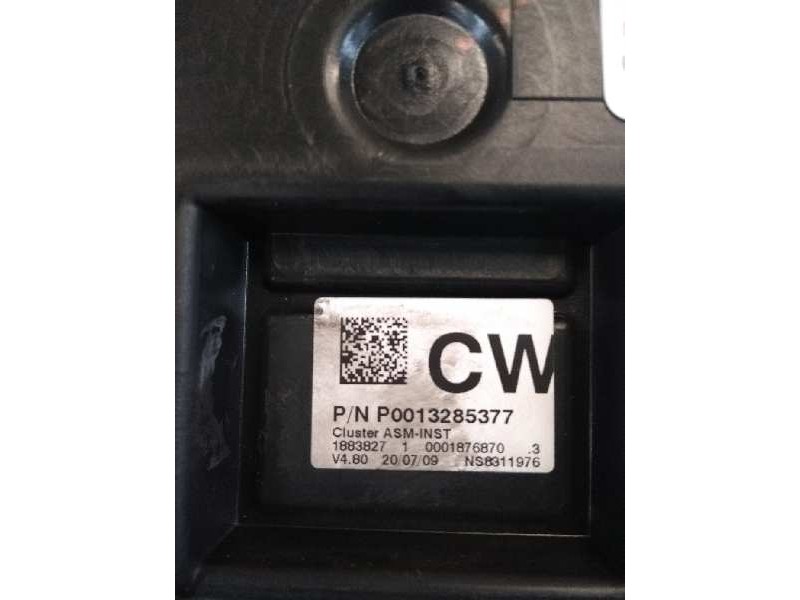 CW
P/N P0013285377
Cluster ASM-INST
1883827 1 0001876870 .3
V4.80 20/07/09 NS8311976